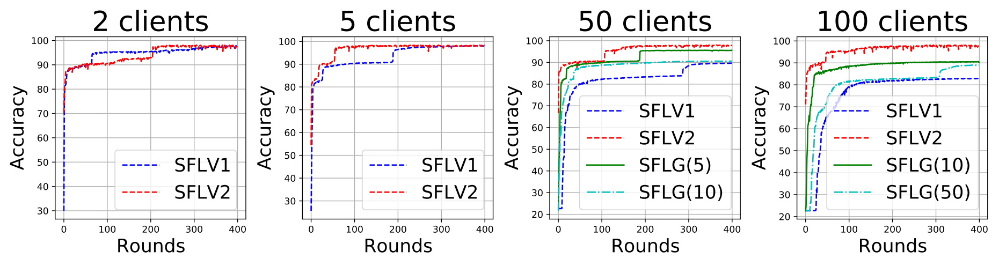 2 clients
100
90
80
70
60
50
40
30
Accuracy
0 100 200 300 400
Rounds
SFLV1
SFLV2
5 clients
100
90
80
70
60
50
40
30
Accuracy
0 100 200 300 400
Rounds
SFLV1
SFLV2
50 clients
100
90
80
70
60
50
40
30
20
Accuracy
0 100 200 300 400
Rounds
SFLV1
SFLV2
SFLG(5)
SFLG(10)
100 clients
100
90
80
70
60
50
40
30
20
Accuracy
0 100 200 300 400
Rounds
SFLV1
SFLV2
SFLG(10)
SFLG(50)